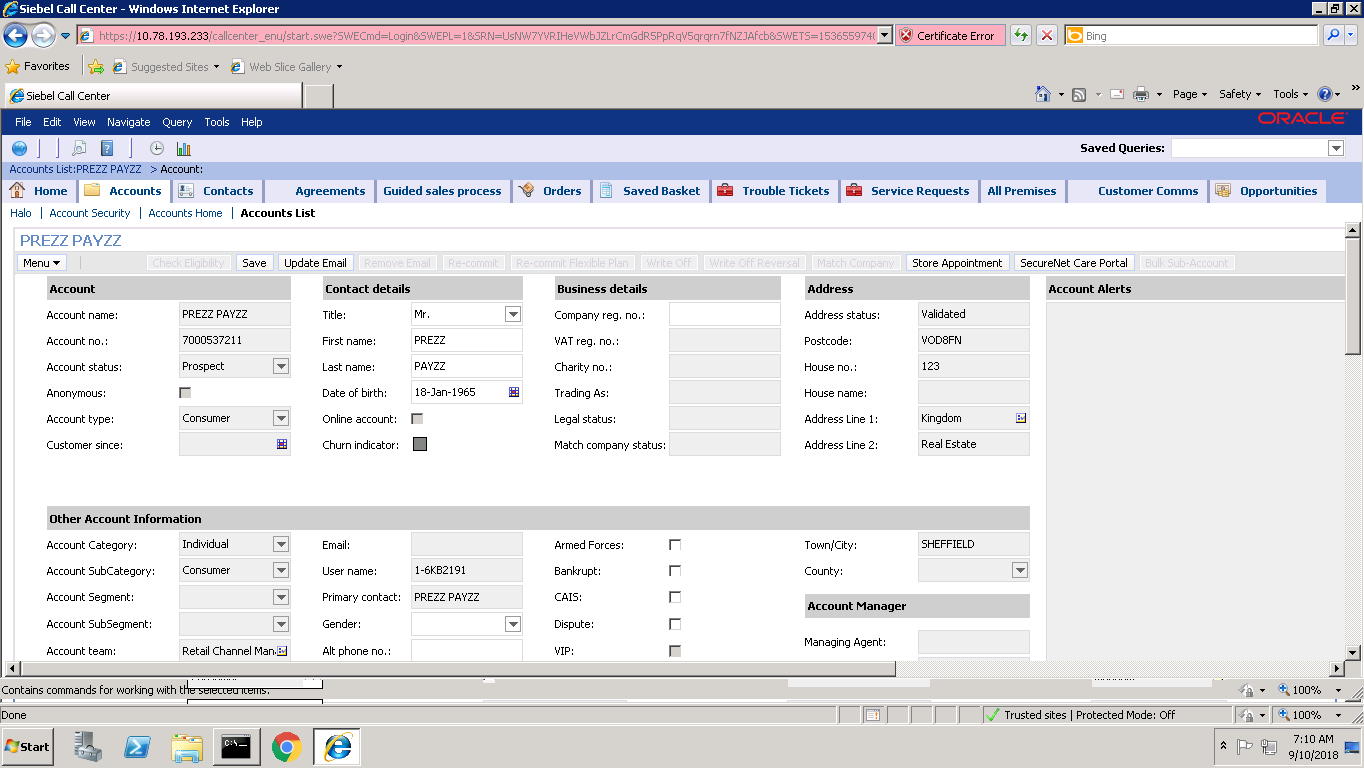 Siebel Call Center - Windows Internet Explorer
https://10.78.193.233/callcenter_enu/start.swe?SWECmd=Login&SWEPL=1&SRN=UsNW7YVRIHeVWbJZLrCmGdR5PpRqY5qrqrn7fNZJAfcb&SWETS=1536559740 Certificate Error Bing
Favorites Suggested Sites Web Slice Gallery
Siebel Call Center Page Safety Tools
File Edit View Navigate Query Tools Help ORACLE
Saved Queries:
Accounts List:PREZZ PAYZZ > Account:
Home Accounts Contacts Agreements Guided sales process Orders Saved Basket Trouble Tickets Service Requests All Premises Customer Comms Opportunities
Halo | Account Security | Accounts Home | Accounts List
PREZZ PAYZZ
Menu Check Eligibility Save Update Email Remove Email Re-commit Re-commit Flexible Plan Write Off Write Off Reversal Match Company Store Appointment SecureNet Care Portal Bulk Sub-Account
Account Contact details Business details Address Account Alerts
Account name: PREZZ PAYZZ Title: Mr. Company reg. no.: Address status: Validated
Account no.: 7000537211 First name: PREZZ VAT reg. no.: Postcode: VOD8FN
Account status: Prospect Last name: PAYZZ Charity no.: House no.: 123
Anonymous: Date of birth: 18-Jan-1965 Trading As: House name:
Account type: Consumer Online account: Legal status: Address Line 1: Kingdom
Customer since: Churn indicator: Match company status: Address Line 2: Real Estate
Other Account Information
Account Category: Individual Email: Armed Forces: Town/City: SHEFFIELD
Account SubCategory: Consumer User name: 1-6KB2191 Bankrupt: County:
Account Segment: Primary contact: PREZZ PAYZZ CAIS: Account Manager
Account SubSegment: Gender: Dispute:
Account team: Retail Channel Man. Alt phone no.: VIP: Managing Agent:
Contains commands for working with the selected items. 100%
Done Trusted sites | Protected Mode: Off 100%
Start 7:10 AM
9/10/2018